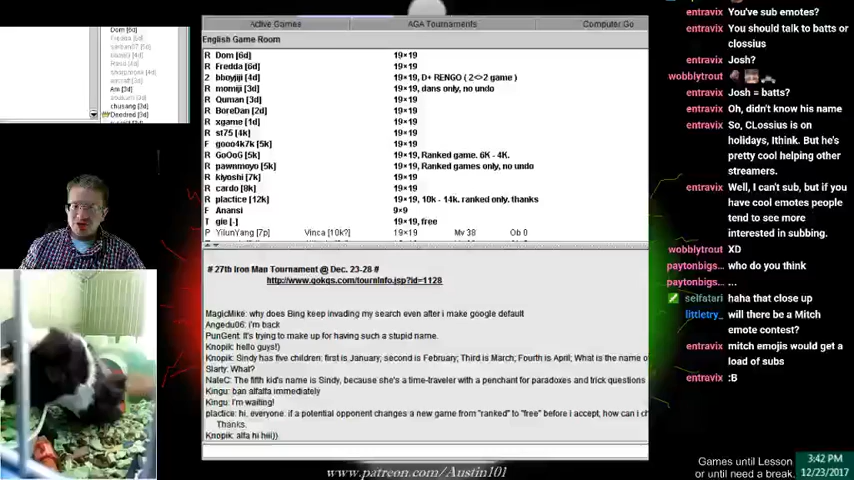 Active Games
AGA Tournaments
Computer Go
English Game Room
R Dom [6d] 19×19
R Fredda [6d] 19×19
2 bboyjiji [4d] 19×19, D+ RENGO ( 2<>2 game )
R momiji [3d] 19×19, dans only, no undo
R Quman [3d] 19×19
R BoreDan [2d] 19×19
R xgame [1d] 19×19
R st75 [4k] 19×19
F gooo4k7k [5k] 19×19
R GoOoG [5k] 19×19, Ranked game. 6K - 4K.
R pawnmoyo [5k] 19×19, Ranked games only, no undo
R kiyoshi [7k] 19×19
R cardo [8k] 19×19
R plactice [12k] 19×19, 10k - 14k. ranked only. thanks
F Anansi 9×9
T gie [-] 19×19, free
P YilunYang [7p] Vinca [10k?] Mv 38 Ob 0
# 27th Iron Man Tournament @ Dec. 23-28 #
http://www.gokgs.com/tournInfo.jsp?id=1128
MagicMike: why does Bing keep invading my search even after i make google default
Angedu06: i'm back
PunGent: It's trying to make up for having such a stupid name.
Knopik: hello guys!)
Knopik: Sindy has five children: first is January; second is February; Third is March; Fourth is April; What is the name o
Slarty: What?
NateC: The fifth kid's name is Sindy, because she's a time-traveler with a penchant for paradoxes and trick questions
Kingu: ban alfalfa immediately
Kingu: I'm waiting!
plactice: hi, everyone. if a potential opponent changes a new game from "ranked" to "free" before i accept, how can i c
Thanks.
Knopik: alfa hi hiii))
www.patreon.com/Austin101
Dom [6d]
Fredda [6d]
Am [3d]
chusang [3d]
Deedred [3d]
entravix You've sub emotes?
entravix You should talk to batts or
clossius
entravix Josh?
wobblytrout
entravix Josh = batts?
entravix Oh, didn't know his name
entravix So, CLossius is on
holidays, Ithink. But he's
pretty cool helping other
streamers.
entravix Well, I can't sub, but if you
have cool emotes people
tend to see more
interested in subbing.
wobblytrout XD
paytonbigs... who do you think
paytonbigs... ...
selfatari haha that close up
littletry_ will there be a Mitch
emote contest?
entravix mitch emojis would get a
load of subs
entravix :B
Games until Lesson
or until need a break.
3:42 PM
12/23/2017